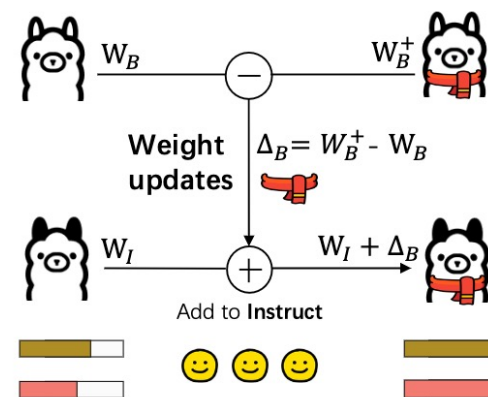 W_B
W_B^+
−
Weight updates
Δ_B = W_B^+ - W_B
W_I
+
W_I + Δ_B
Add to Instruct